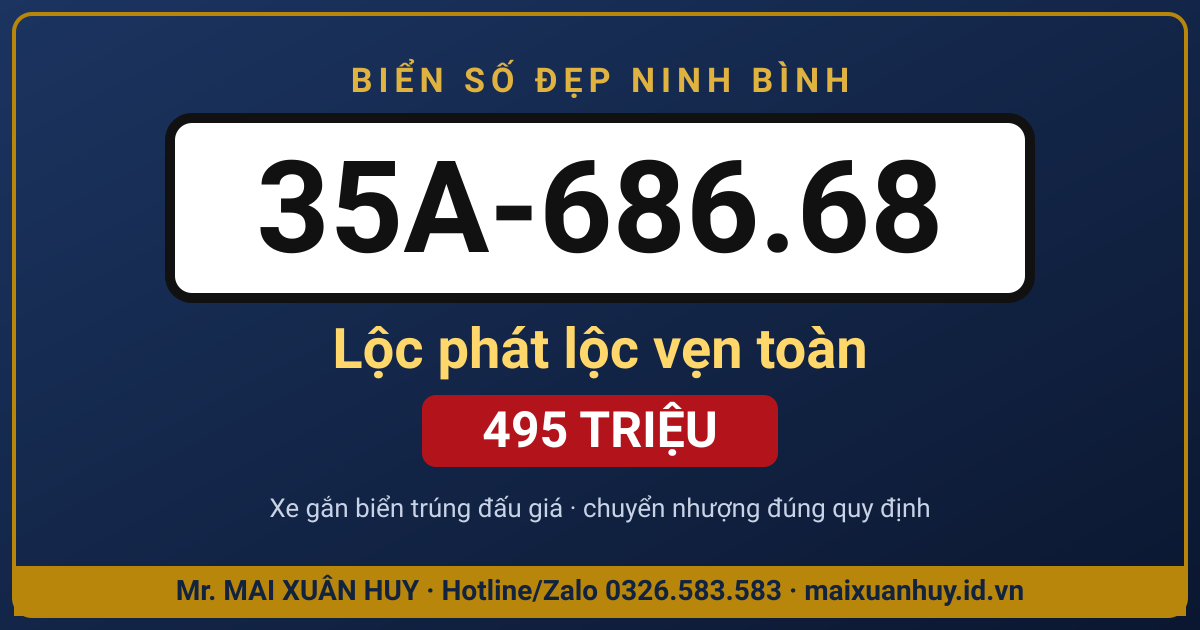 BIỂN SỐ ĐẸP NINH BÌNH
35A-686.68
Lộc phát lộc vẹn toàn
495 TRIỆU
Xe gắn biển trúng đấu giá · chuyển nhượng đúng quy định
Mr. MAI XUÂN HUY · Hotline/Zalo 0326.583.583 · maixuanhuy.id.vn